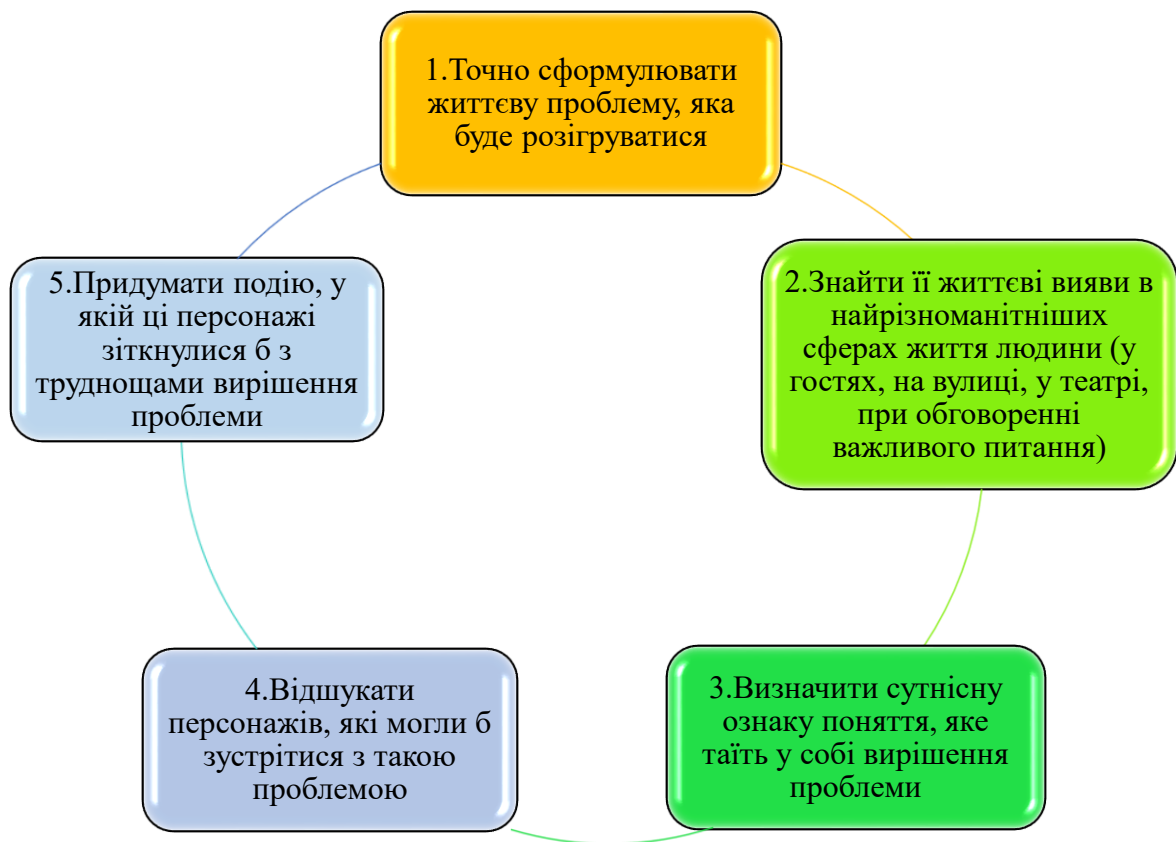 1.Точно сформулювати
життєву проблему, яка
буде розігруватися
2.Знайти її життєві вияви в
найрізноманітніших
сферах життя людини (у
гостях, на вулиці, у театрі,
при обговоренні
важливого питання)
3.Визначити сутнісну
ознаку поняття, яке
таїть у собі вирішення
проблеми
4.Відшукати
персонажів, які могли б
зустрітися з такою
проблемою
5.Придумати подію, у
якій ці персонажі
зіткнулися б з
труднощами вирішення
проблеми